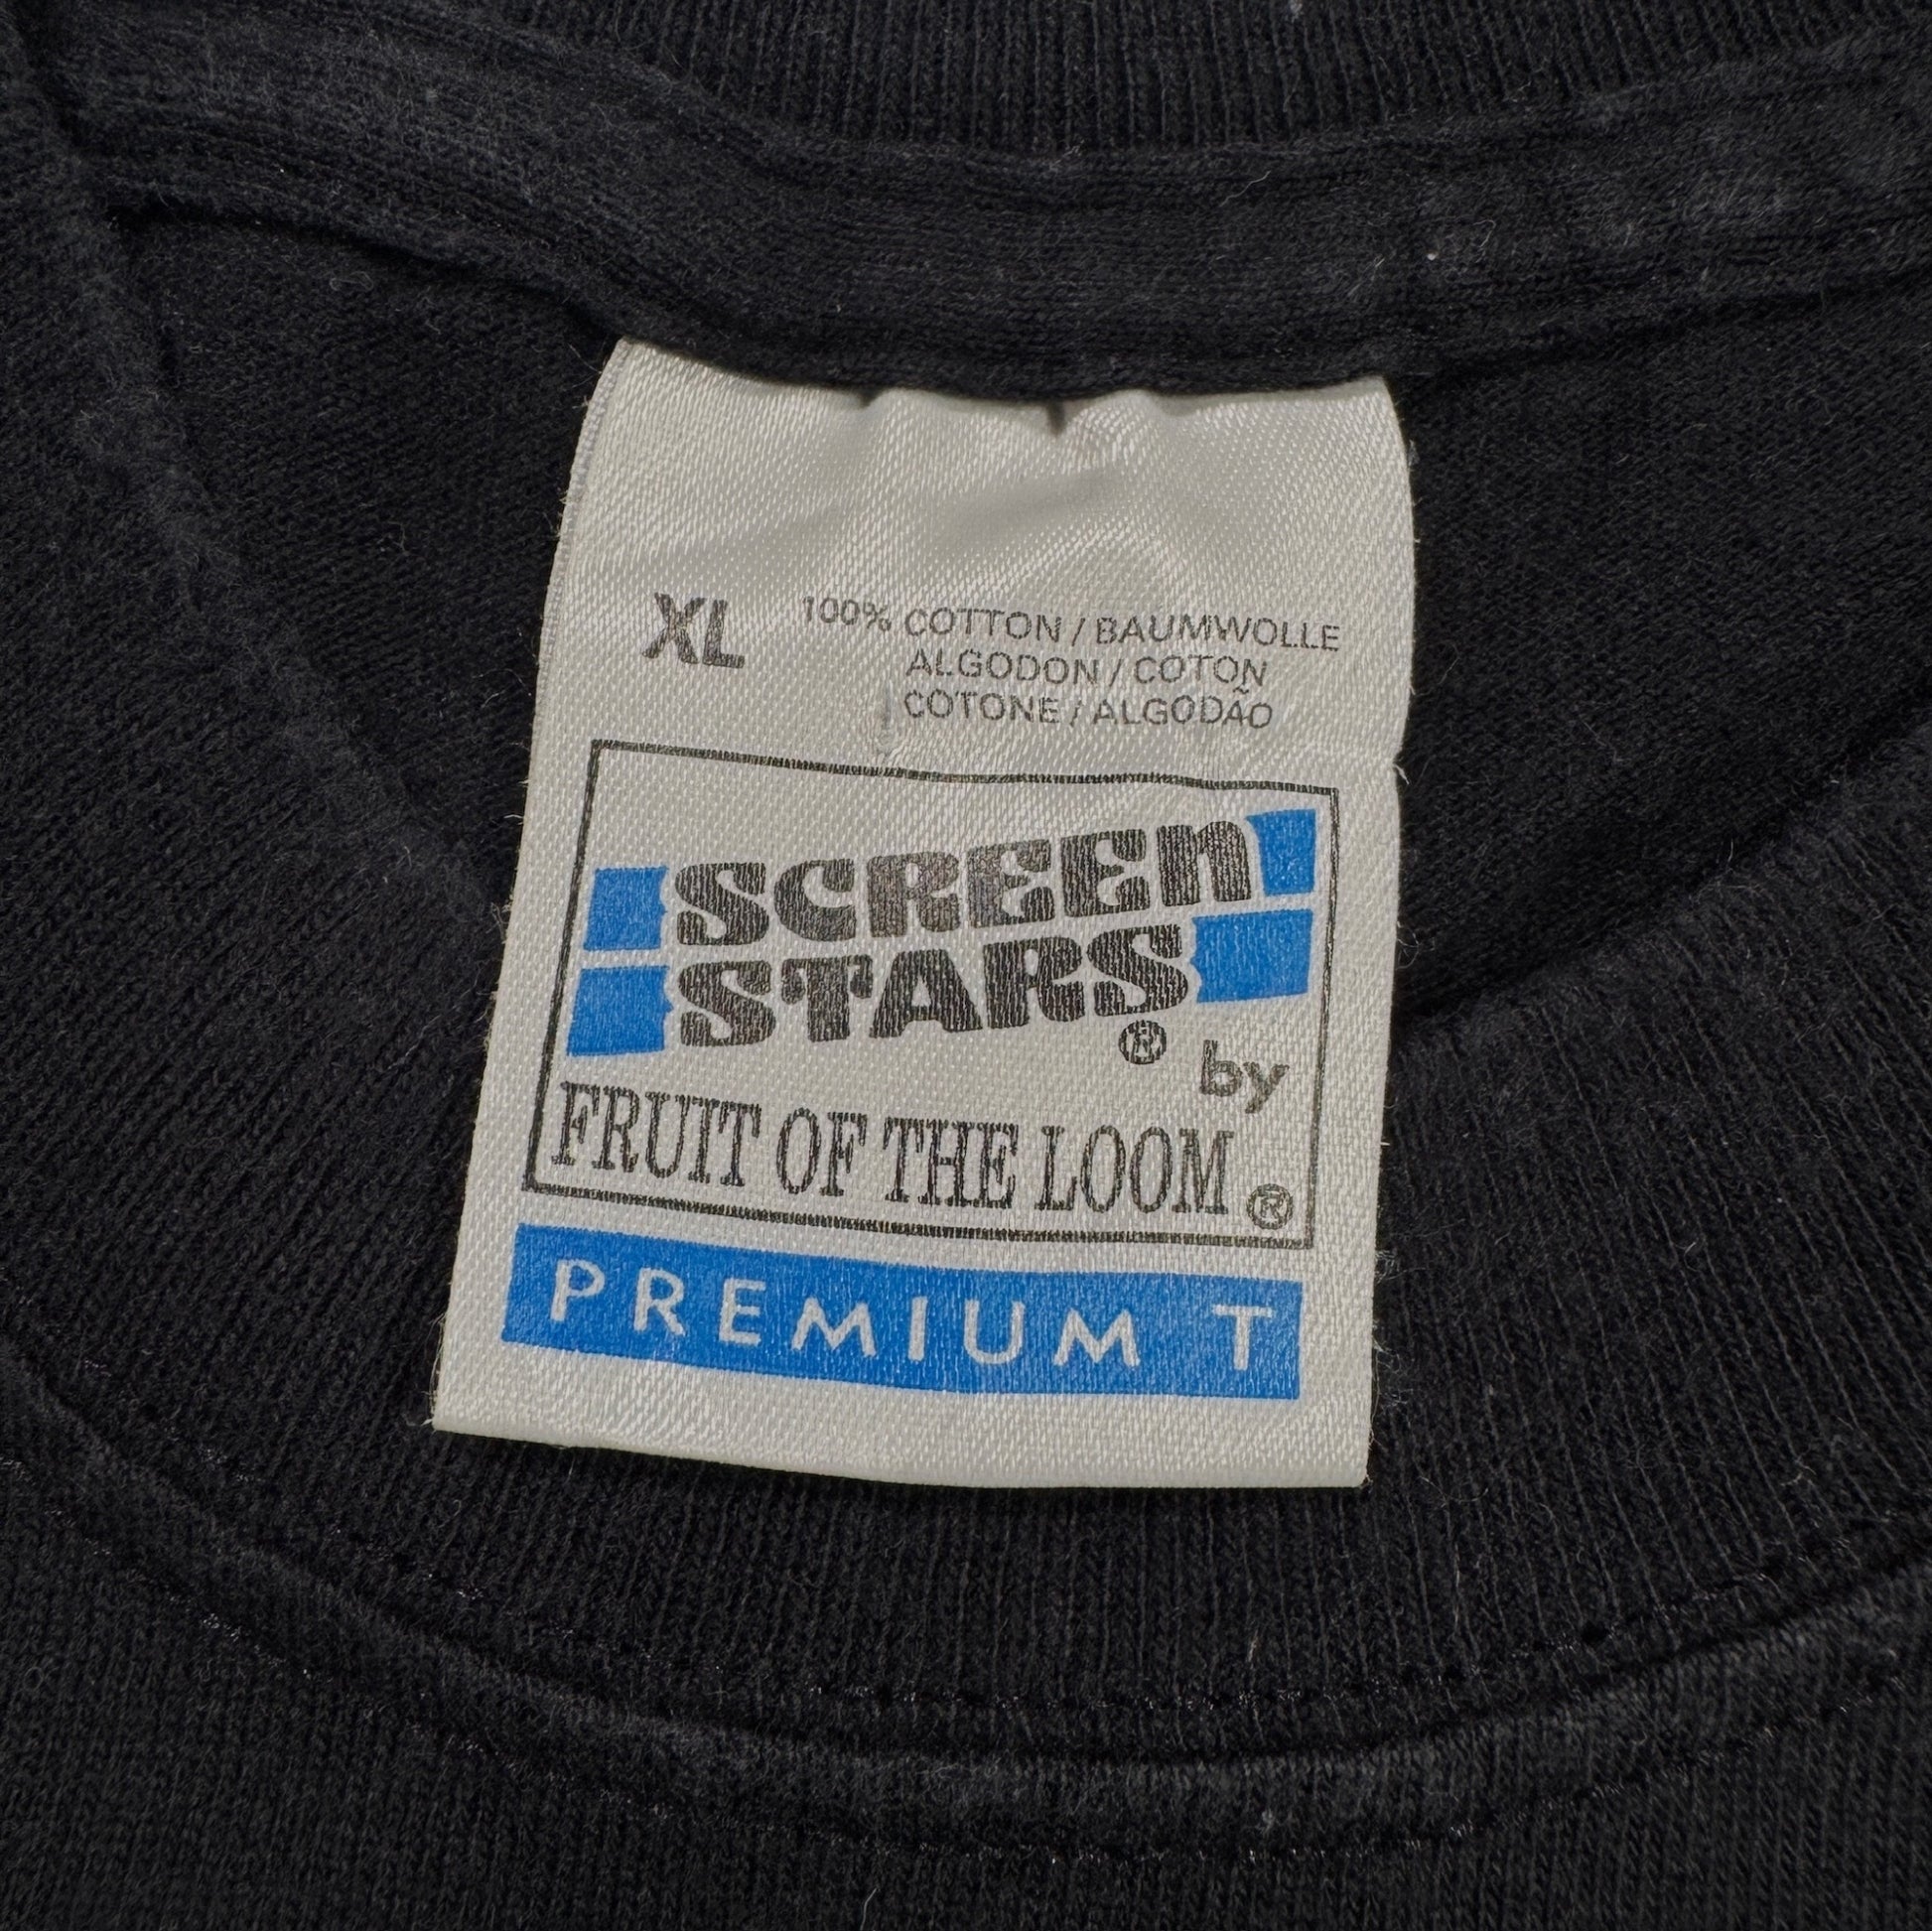 XL
100% COTTON / BAUMWOLLE
ALGODON / COTON
COTONE / ALGODÃO
SCREEN
STARS® by
FRUIT OF THE LOOM®
PREMIUM T